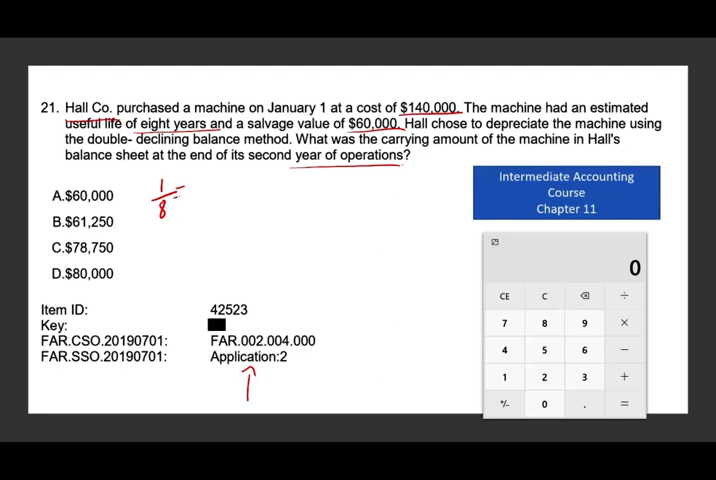 21. Hall Co. purchased a machine on January 1 at a cost of $140,000. The machine had an estimated
useful life of eight years and a salvage value of $60,000. Hall chose to depreciate the machine using
the double- declining balance method. What was the carrying amount of the machine in Hall's
balance sheet at the end of its second year of operations?
A.$60,000
B.$61,250
C.$78,750
D.$80,000
1
8
=
Item ID: 42523
Key:
FAR.CSO.20190701: FAR.002.004.000
FAR.SSO.20190701: Application:2
Intermediate Accounting
Course
Chapter 11
0
CE C ⌫ ÷
7 8 9 ×
4 5 6 −
1 2 3 +
+/- 0 . =